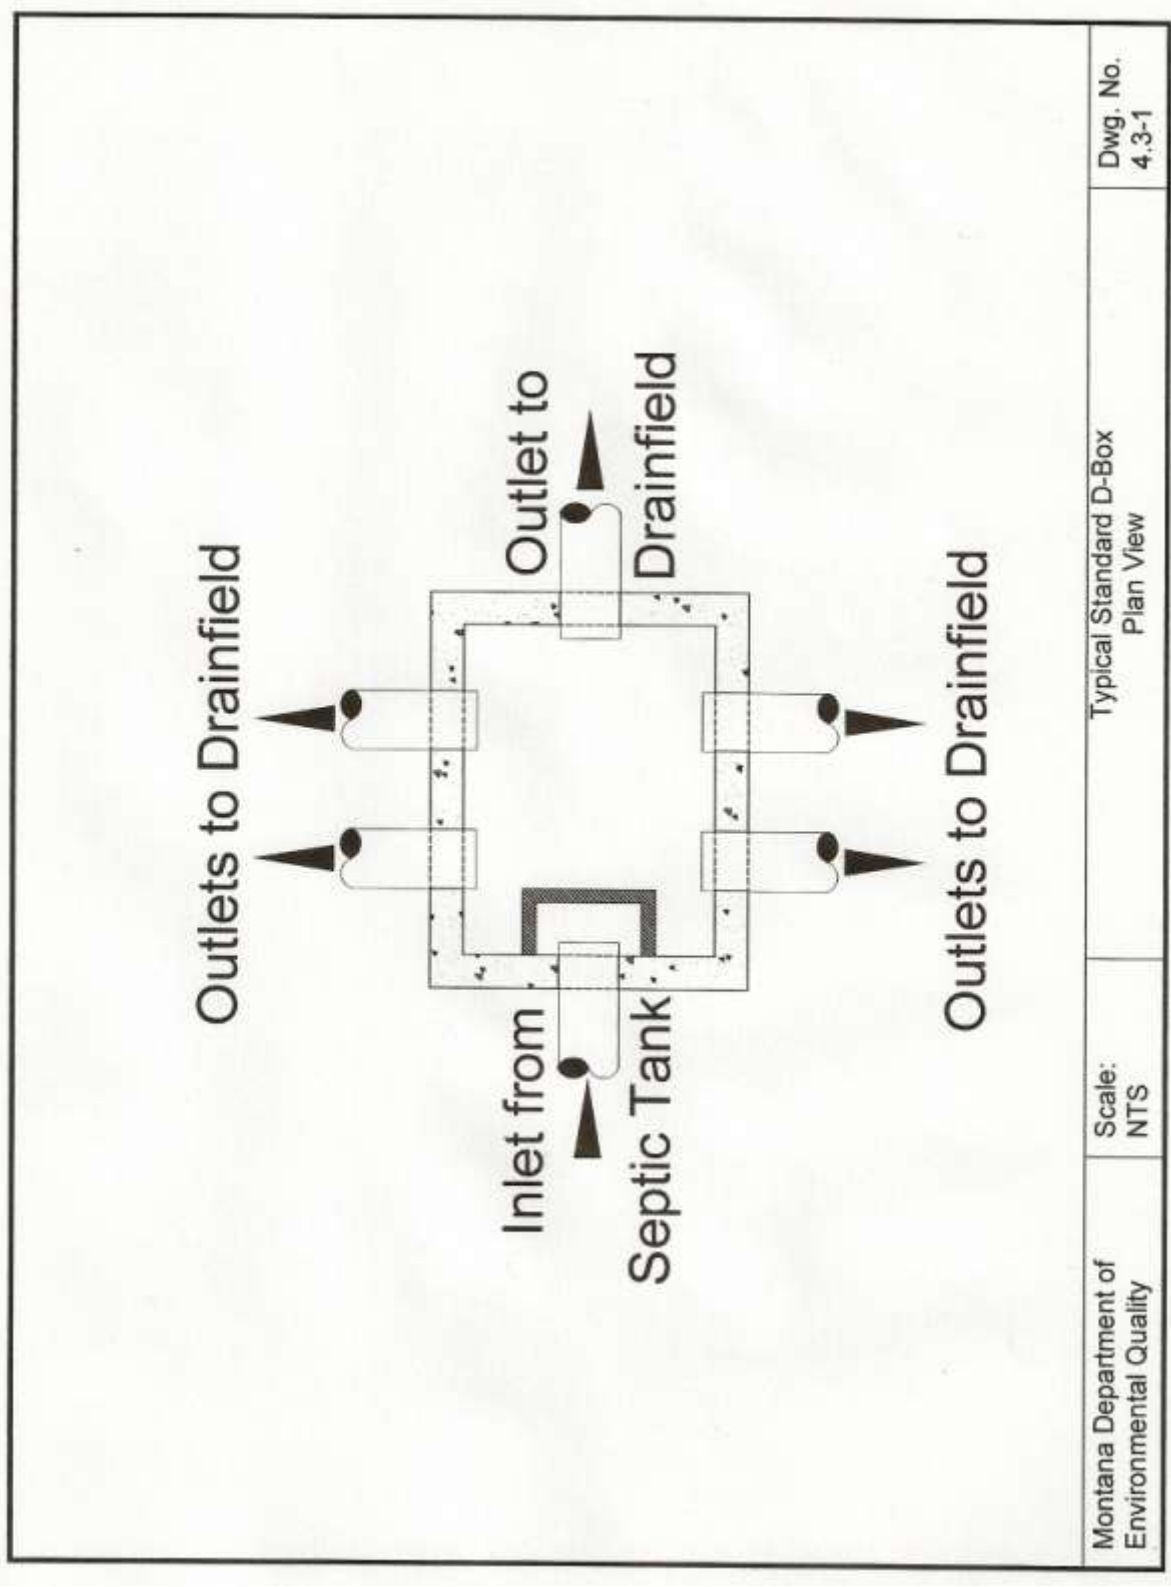 Outlets to Drainfield
Inlet from
Septic Tank
Outlet to
Drainfield
Outlets to Drainfield
Montana Department of
Environmental Quality
Scale:
NTS
Typical Standard D-Box
Plan View
Dwg. No.
4.3-1